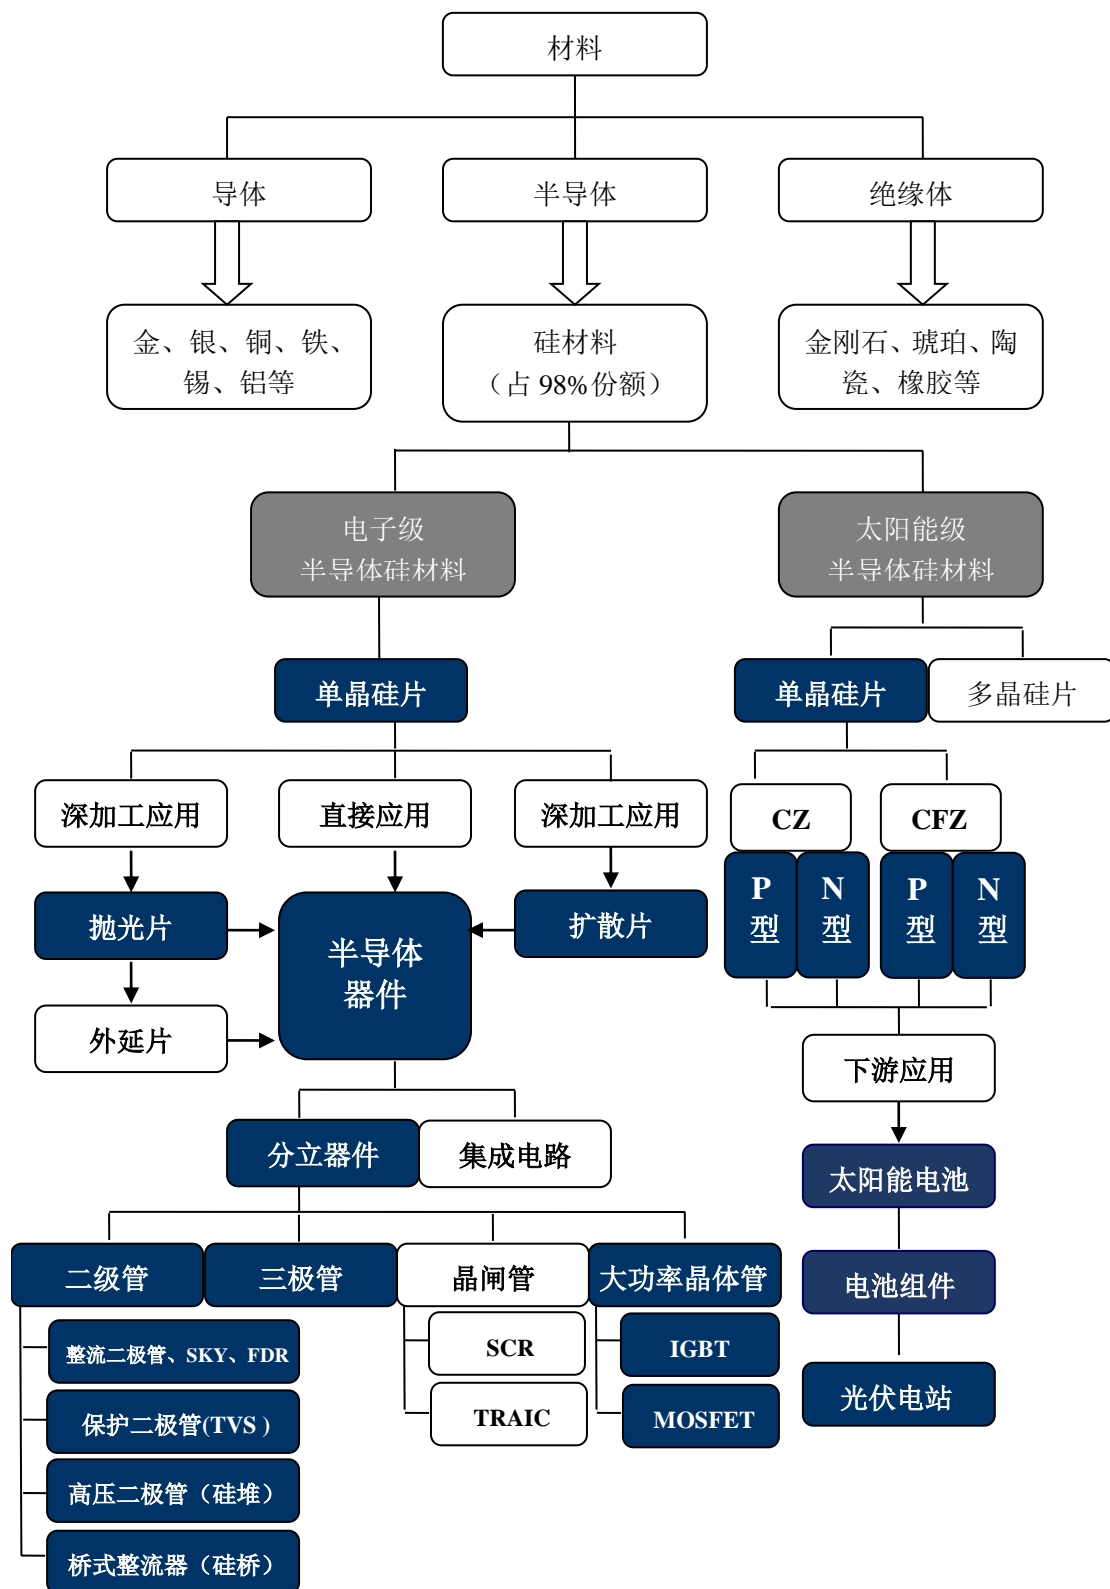 材料
导体
半导体
绝缘体
金、银、铜、铁、
锡、铝等
硅材料
（占 98%份额）
金刚石、琥珀、陶
瓷、橡胶等
电子级
半导体硅材料
太阳能级
半导体硅材料
单晶硅片
单晶硅片
多晶硅片
深加工应用
直接应用
深加工应用
CZ
CFZ
P
型
N
型
P
型
N
型
抛光片
半导体
器件
扩散片
外延片
下游应用
分立器件
集成电路
太阳能电池
二级管
三极管
晶闸管
大功率晶体管
电池组件
整流二极管、SKY、FDR
SCR
IGBT
保护二极管(TVS )
TRAIC
MOSFET
光伏电站
高压二极管（硅堆）
桥式整流器（硅桥）